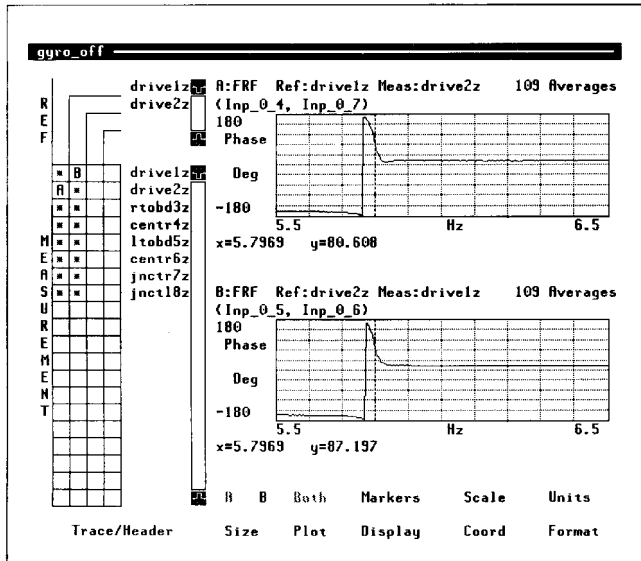 gyro_off
drive1z
drive2z
REF
A:FRF Ref:drive1z Meas:drive2z 109 Averages
(Inp_0_4, Inp_0_7)
180
Phase
Deg
-180
5.5 Hz 6.5
x=5.7969 y=80.608
MEASUREMENT
* B drive1z
A * drive2z
* * rtobd3z
* * centr4z
* * ltobd5z
* * centr6z
* * jnctr7z
* * jnctl8z
B:FRF Ref:drive2z Meas:drive1z 109 Averages
(Inp_0_5, Inp_0_6)
180
Phase
Deg
-180
5.5 Hz 6.5
x=5.7969 y=87.197
A B Both Markers Scale Units
Trace/Header Size Plot Display Coord Format